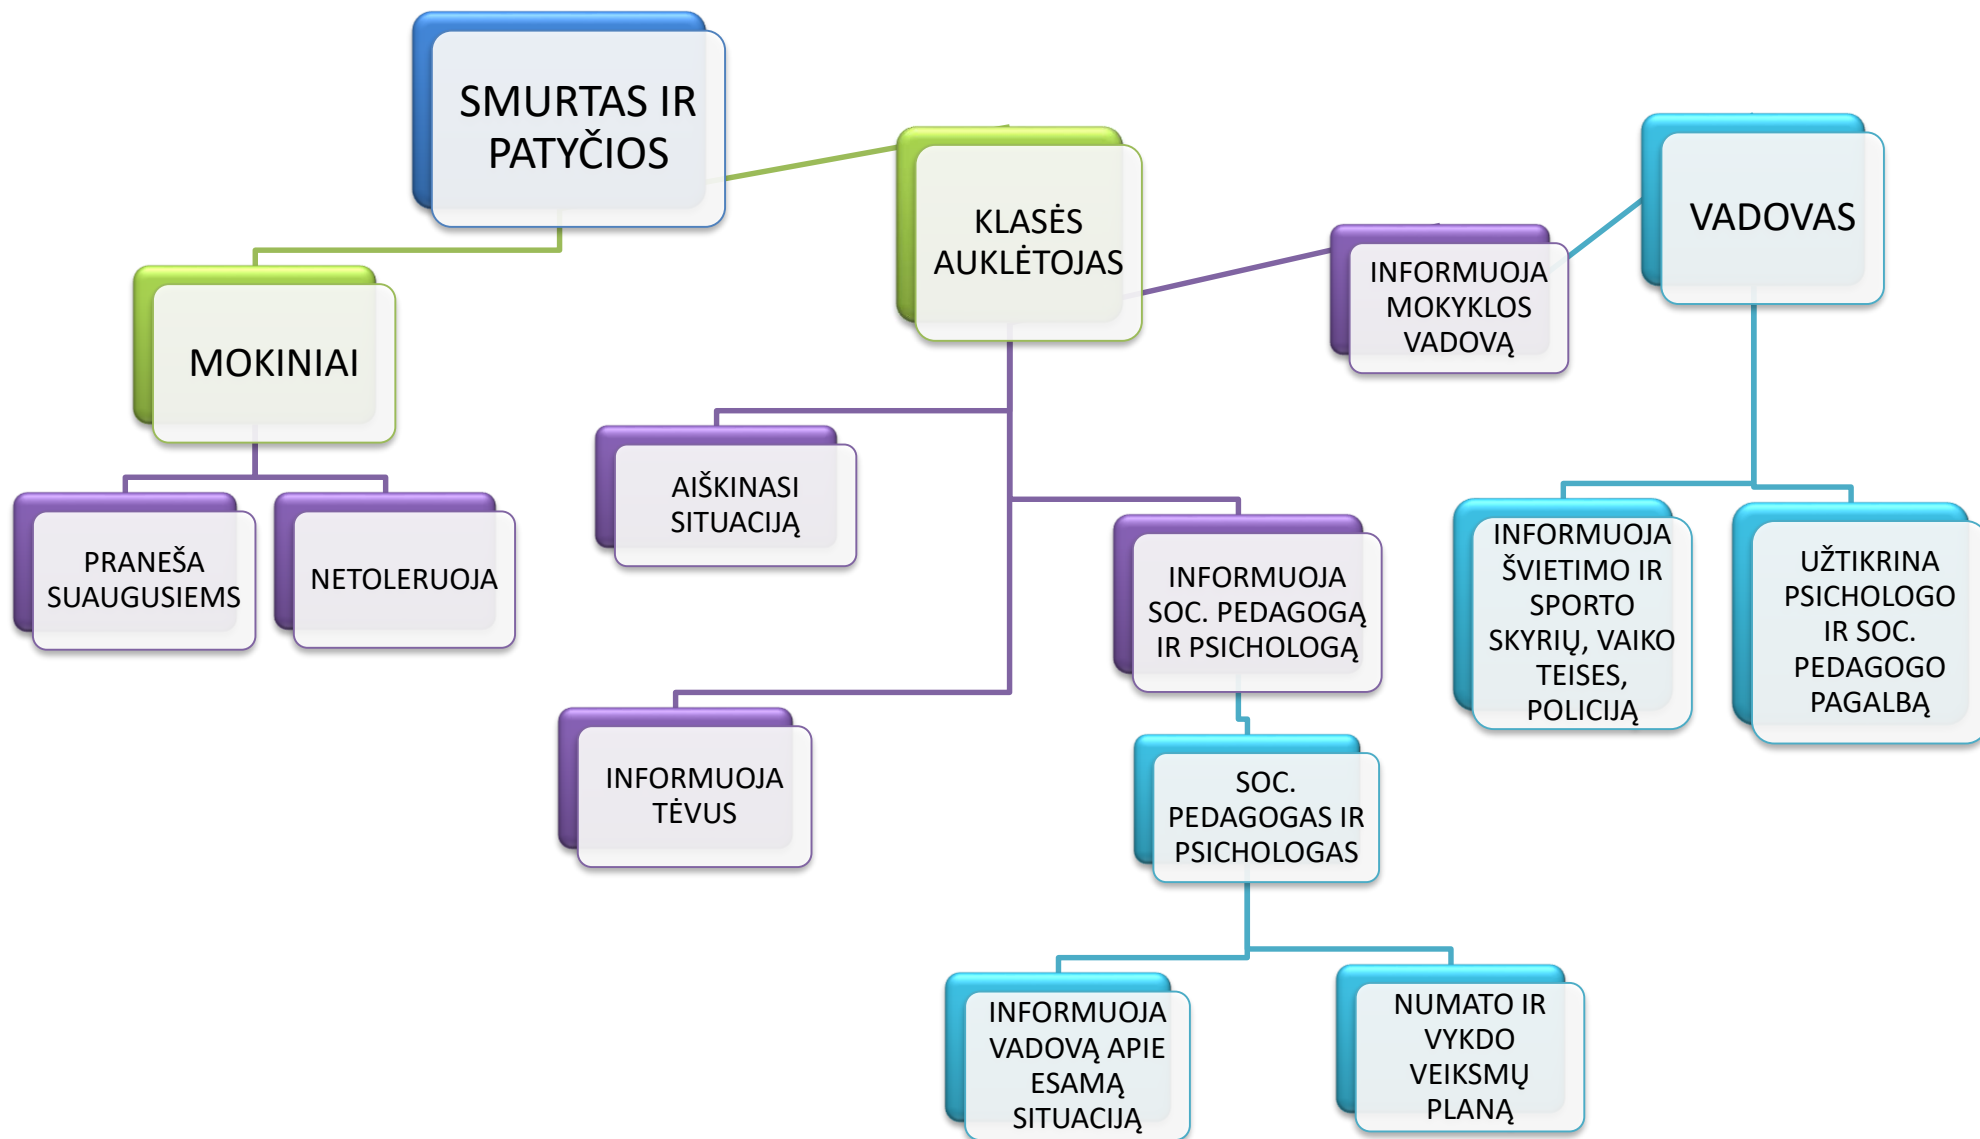 SMURTAS IR
PATYČIOS
MOKINIAI
PRANEŠA
SUAUGUSIEMS
NETOLERUOJA
KLASĖS
AUKLĖTOJAS
AIŠKINASI
SITUACIJĄ
INFORMUOJA
TĖVUS
INFORMUOJA
SOC. PEDAGOGĄ
IR PSICHOLOGĄ
SOC.
PEDAGOGAS IR
PSICHOLOGAS
INFORMUOJA
VADOVĄ APIE
ESAMĄ
SITUACIJĄ
NUMATO IR
VYKDO
VEIKSMŲ
PLANĄ
INFORMUOJA
MOKYKLOS
VADOVĄ
VADOVAS
INFORMUOJA
ŠVIETIMO IR
SPORTO
SKYRIŲ, VAIKO
TEISES,
POLICIJĄ
UŽTIKRINA
PSICHOLOGO
IR SOC.
PEDAGOGO
PAGALBĄ